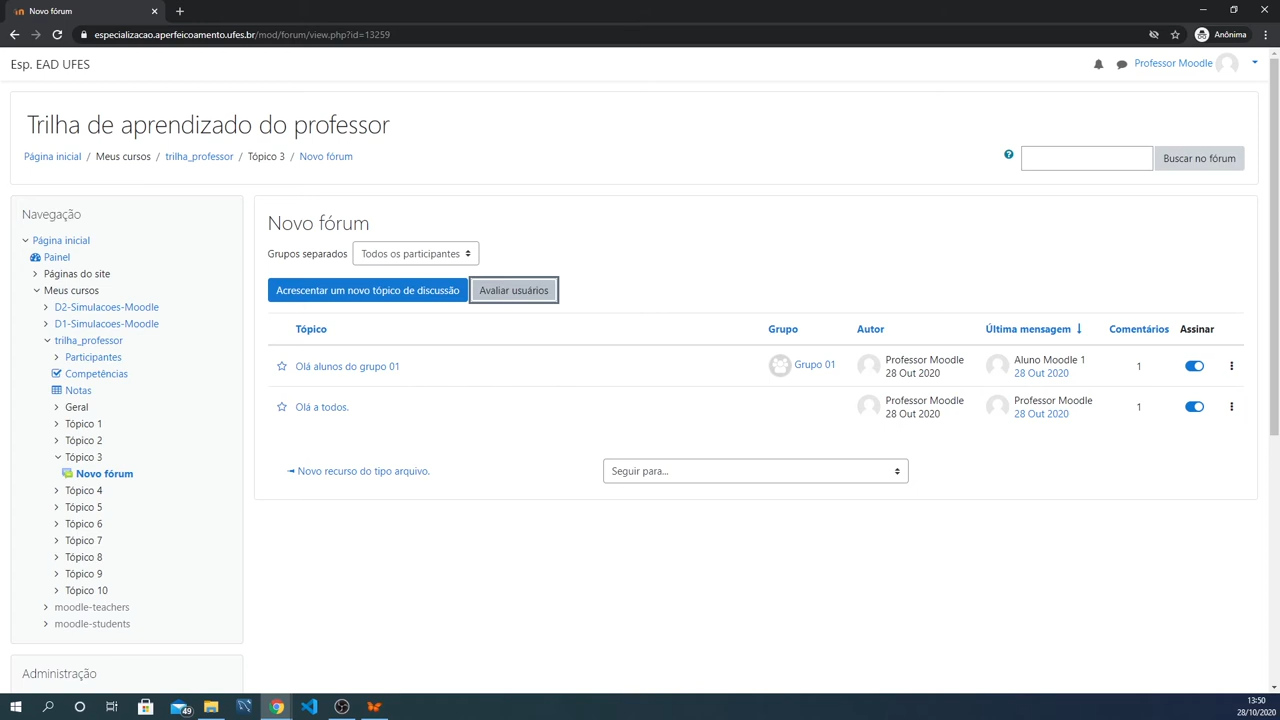 Novo fórum
especializacao.aperfeicoamento.ufes.br/mod/forum/view.php?id=13259
Anônima
Esp. EAD UFES
Professor Moodle
Trilha de aprendizado do professor
Página inicial / Meus cursos / trilha_professor / Tópico 3 / Novo fórum
Buscar no fórum
Navegação
Página inicial
Painel
Páginas do site
Meus cursos
D2-Simulacoes-Moodle
D1-Simulacoes-Moodle
trilha_professor
Participantes
Competências
Notas
Geral
Tópico 1
Tópico 2
Tópico 3
Novo fórum
Tópico 4
Tópico 5
Tópico 6
Tópico 7
Tópico 8
Tópico 9
Tópico 10
moodle-teachers
moodle-students
Administração
Novo fórum
Grupos separados Todos os participantes
Acrescentar um novo tópico de discussão Avaliar usuários
Tópico Grupo Autor Última mensagem ↓ Comentários Assinar
Olá alunos do grupo 01 Grupo 01 Professor Moodle Aluno Moodle 1 1
28 Out 2020 28 Out 2020
Olá a todos. Professor Moodle Professor Moodle 1
28 Out 2020 28 Out 2020
◄ Novo recurso do tipo arquivo. Seguir para...
49
13:50
28/10/2020